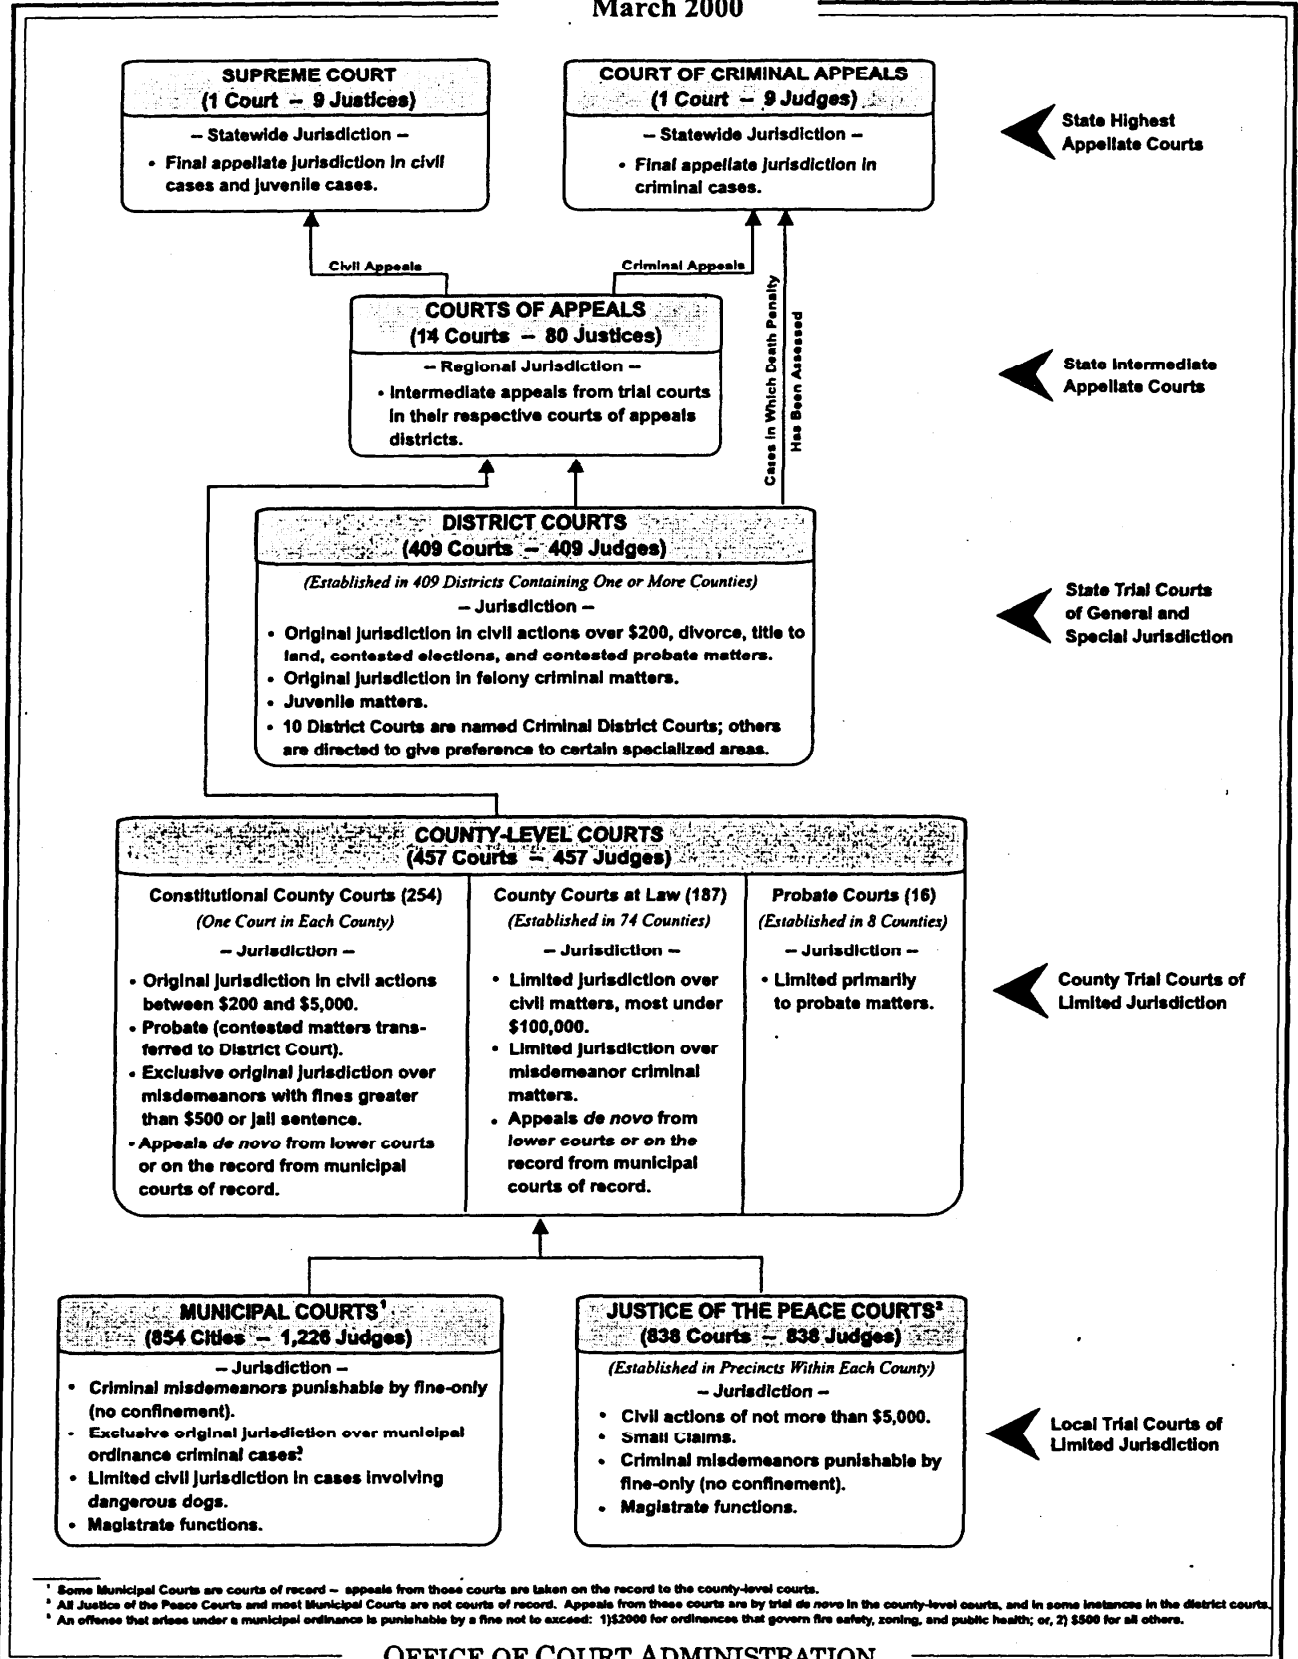 March 2000
SUPREME COURT
(1 Court – 9 Justices)
– Statewide Jurisdiction –
• Final appellate jurisdiction in civil
cases and juvenile cases.
COURT OF CRIMINAL APPEALS
(1 Court – 9 Judges)
– Statewide Jurisdiction –
• Final appellate jurisdiction in
criminal cases.
State Highest
Appellate Courts
Civil Appeals
Criminal Appeals
Cases in Which Death Penalty
Has Been Assessed
COURTS OF APPEALS
(14 Courts – 80 Justices)
– Regional Jurisdiction –
• Intermediate appeals from trial courts
in their respective courts of appeals
districts.
State Intermediate
Appellate Courts
DISTRICT COURTS
(409 Courts – 409 Judges)
(Established in 409 Districts Containing One or More Counties)
– Jurisdiction –
• Original jurisdiction in civil actions over $200, divorce, title to
land, contested elections, and contested probate matters.
• Original jurisdiction in felony criminal matters.
• Juvenile matters.
• 10 District Courts are named Criminal District Courts; others
are directed to give preference to certain specialized areas.
State Trial Courts
of General and
Special Jurisdiction
COUNTY-LEVEL COURTS
(457 Courts – 457 Judges)
Constitutional County Courts (254)
(One Court in Each County)
– Jurisdiction –
• Original jurisdiction in civil actions
between $200 and $5,000.
• Probate (contested matters trans-
ferred to District Court).
• Exclusive original jurisdiction over
misdemeanors with fines greater
than $500 or jail sentence.
• Appeals de novo from lower courts
or on the record from municipal
courts of record.
County Courts at Law (187)
(Established in 74 Counties)
– Jurisdiction –
• Limited jurisdiction over
civil matters, most under
$100,000.
• Limited jurisdiction over
misdemeanor criminal
matters.
• Appeals de novo from
lower courts or on the
record from municipal
courts of record.
Probate Courts (16)
(Established in 8 Counties)
– Jurisdiction –
• Limited primarily
to probate matters.
County Trial Courts of
Limited Jurisdiction
MUNICIPAL COURTS¹
(854 Cities – 1,226 Judges)
– Jurisdiction –
• Criminal misdemeanors punishable by fine-only
(no confinement).
• Exclusive original jurisdiction over municipal
ordinance criminal cases.³
• Limited civil jurisdiction in cases involving
dangerous dogs.
• Magistrate functions.
JUSTICE OF THE PEACE COURTS²
(838 Courts – 838 Judges)
(Established in Precincts Within Each County)
– Jurisdiction –
• Civil actions of not more than $5,000.
• Small Claims.
• Criminal misdemeanors punishable by
fine-only (no confinement).
• Magistrate functions.
Local Trial Courts of
Limited Jurisdiction
¹ Some Municipal Courts are courts of record – appeals from those courts are taken on the record to the county-level courts.
² All Justice of the Peace Courts and most Municipal Courts are not courts of record. Appeals from these courts are by trial de novo in the county-level courts, and in some instances in the district courts.
³ An offense that arises under a municipal ordinance is punishable by a fine not to exceed: 1)$2000 for ordinances that govern fire safety, zoning, and public health; or, 2) $500 for all others.
OFFICE OF COURT ADMINISTRATION